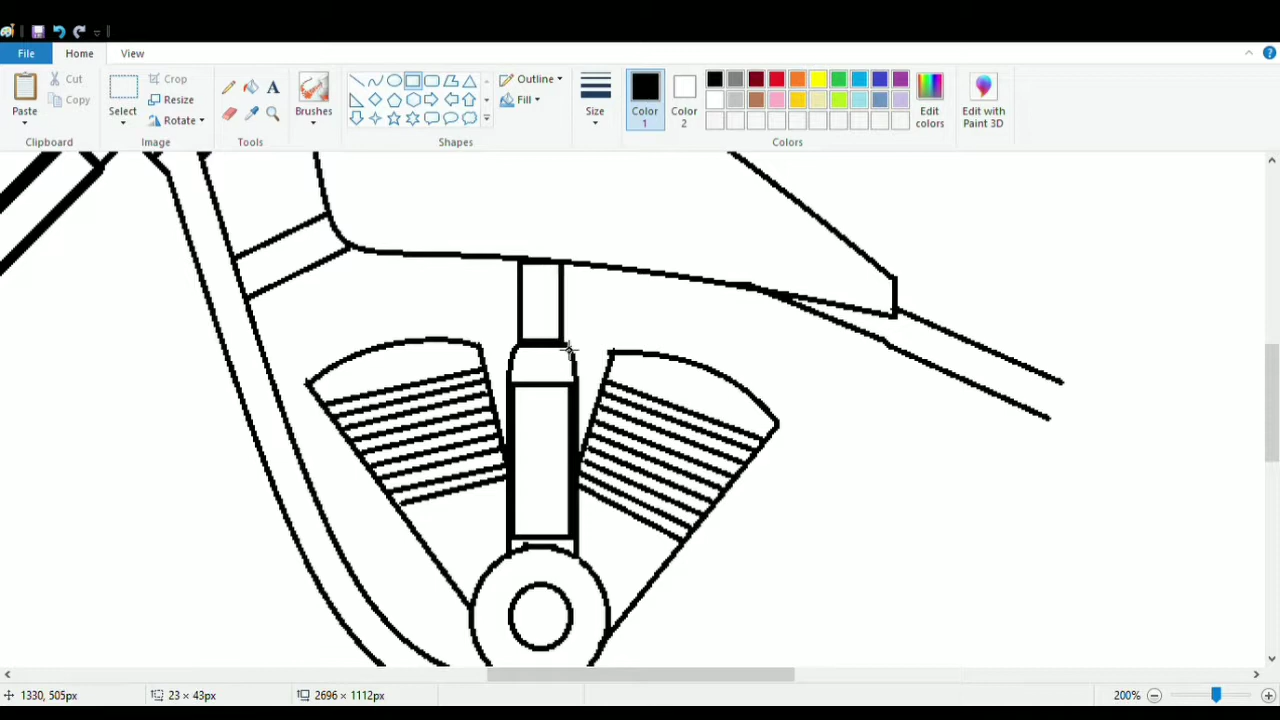 File Home View
Paste Cut Copy
Select Crop Resize Rotate
Brushes
Outline Fill
Size
Color 1 Color 2
Edit colors
Edit with Paint 3D
Clipboard Image Tools Shapes Colors
A
1330, 505px 23 × 43px 2696 × 1112px 200%